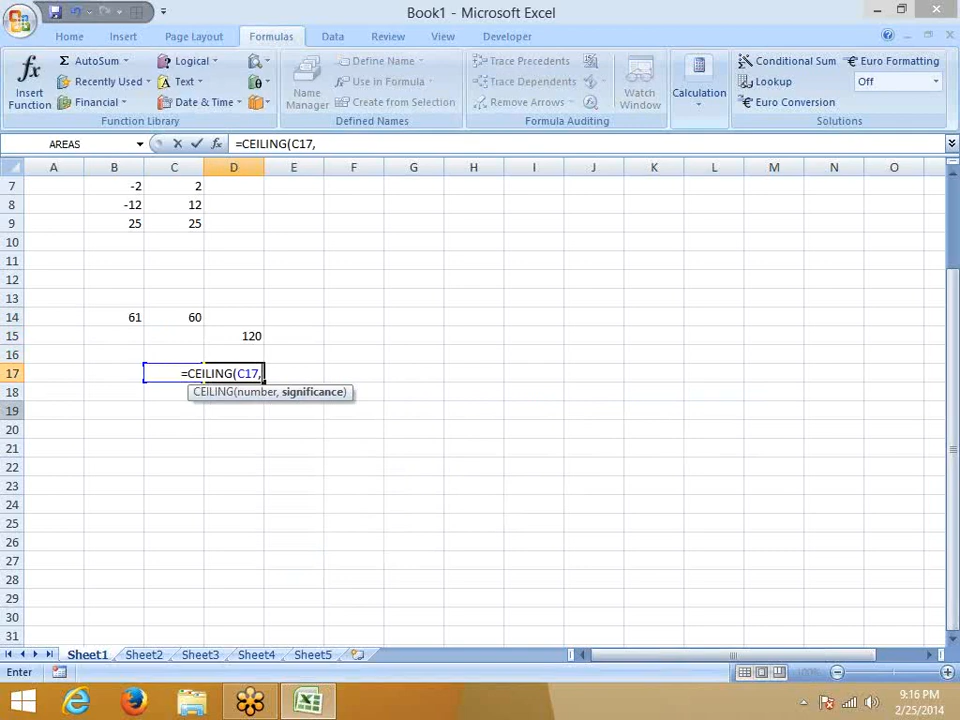 Book1 - Microsoft Excel
Home Insert Page Layout Formulas Data Review View Developer
fx Insert Function
Σ AutoSum
Recently Used
Financial
Logical
Text
Date & Time
Function Library
Name Manager
Define Name
Use in Formula
Create from Selection
Defined Names
Trace Precedents
Trace Dependents
Remove Arrows
Formula Auditing
Watch Window
Calculation
Conditional Sum
Lookup
Euro Conversion
Euro Formatting
Off
Solutions
AREAS fx =CEILING(C17,
A B C D E F G H I J K L M N O
7 -2 2
8 -12 12
9 25 25
10
11
12
13
14 61 60
15 120
16
17 =CEILING(C17,
18 CEILING(number, significance)
19
20
21
22
23
24
25
26
27
28
29
30
31
Sheet1 Sheet2 Sheet3 Sheet4 Sheet5
Enter 100%
9:16 PM
2/25/2014